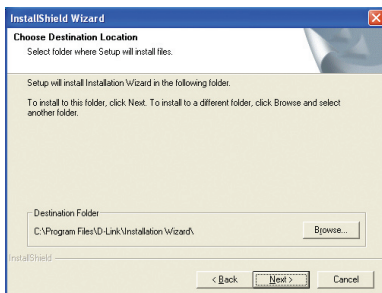 InstallShield Wizard
Choose Destination Location
Select folder where Setup will install files.
Setup will install Installation Wizard in the following folder.
To install to this folder, click Next. To install to a different folder, click Browse and select
another folder.
Destination Folder
C:\Program Files\D-Link\Installation Wizard\
Browse...
InstallShield
< Back
Next >
Cancel